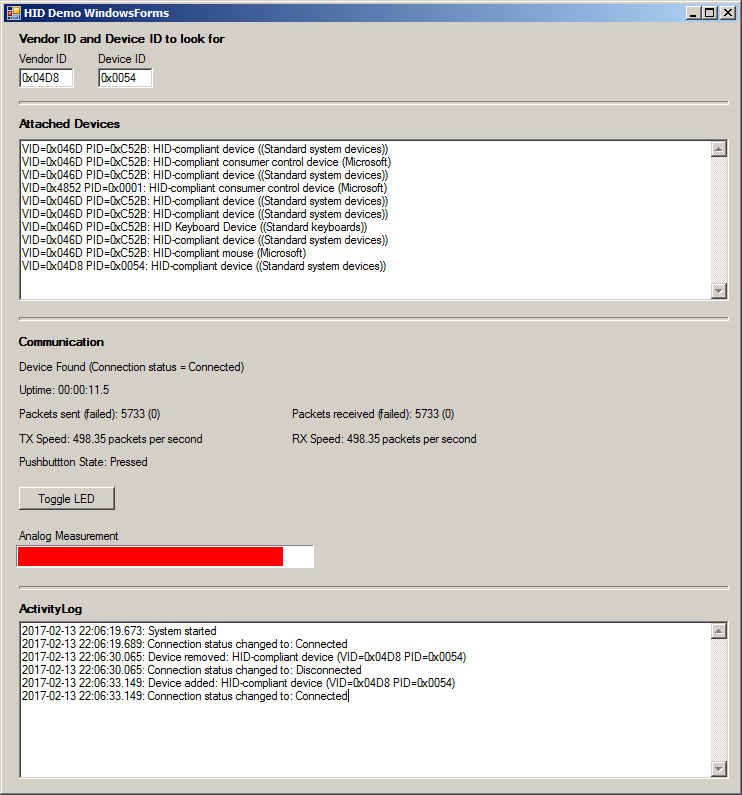 HID Demo WindowsForms
Vendor ID and Device ID to look for
Vendor ID Device ID
0x04D8 0x0054
Attached Devices
VID=0x046D PID=0xC52B: HID-compliant device ((Standard system devices))
VID=0x046D PID=0xC52B: HID-compliant consumer control device (Microsoft)
VID=0x046D PID=0xC52B: HID-compliant device ((Standard system devices))
VID=0x4852 PID=0x0001: HID-compliant consumer control device (Microsoft)
VID=0x046D PID=0xC52B: HID-compliant device ((Standard system devices))
VID=0x046D PID=0xC52B: HID-compliant device ((Standard system devices))
VID=0x046D PID=0xC52B: HID Keyboard Device ((Standard keyboards))
VID=0x046D PID=0xC52B: HID-compliant device ((Standard system devices))
VID=0x046D PID=0xC52B: HID-compliant mouse (Microsoft)
VID=0x04D8 PID=0x0054: HID-compliant device ((Standard system devices))
Communication
Device Found (Connection status = Connected)
Uptime: 00:00:11.5
Packets sent (failed): 5733 (0) Packets received (failed): 5733 (0)
TX Speed: 498.35 packets per second RX Speed: 498.35 packets per second
Pushbuttton State: Pressed
Toggle LED
Analog Measurement
ActivityLog
2017-02-13 22:06:19.673: System started
2017-02-13 22:06:19.689: Connection status changed to: Connected
2017-02-13 22:06:30.065: Device removed: HID-compliant device (VID=0x04D8 PID=0x0054)
2017-02-13 22:06:30.065: Connection status changed to: Disconnected
2017-02-13 22:06:33.149: Device added: HID-compliant device (VID=0x04D8 PID=0x0054)
2017-02-13 22:06:33.149: Connection status changed to: Connected